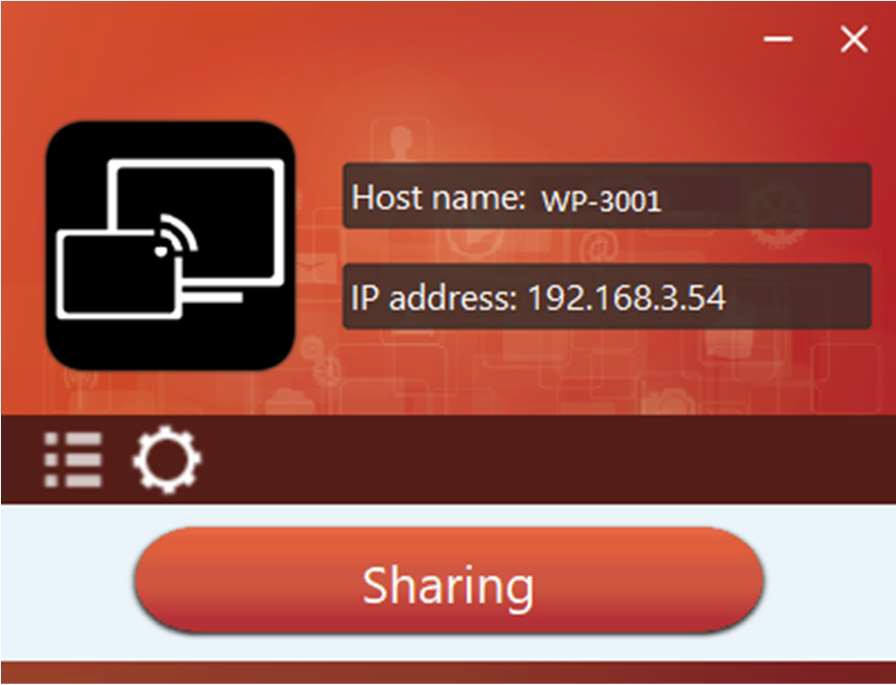 Host name: WP-3001
IP address: 192.168.3.54
Sharing